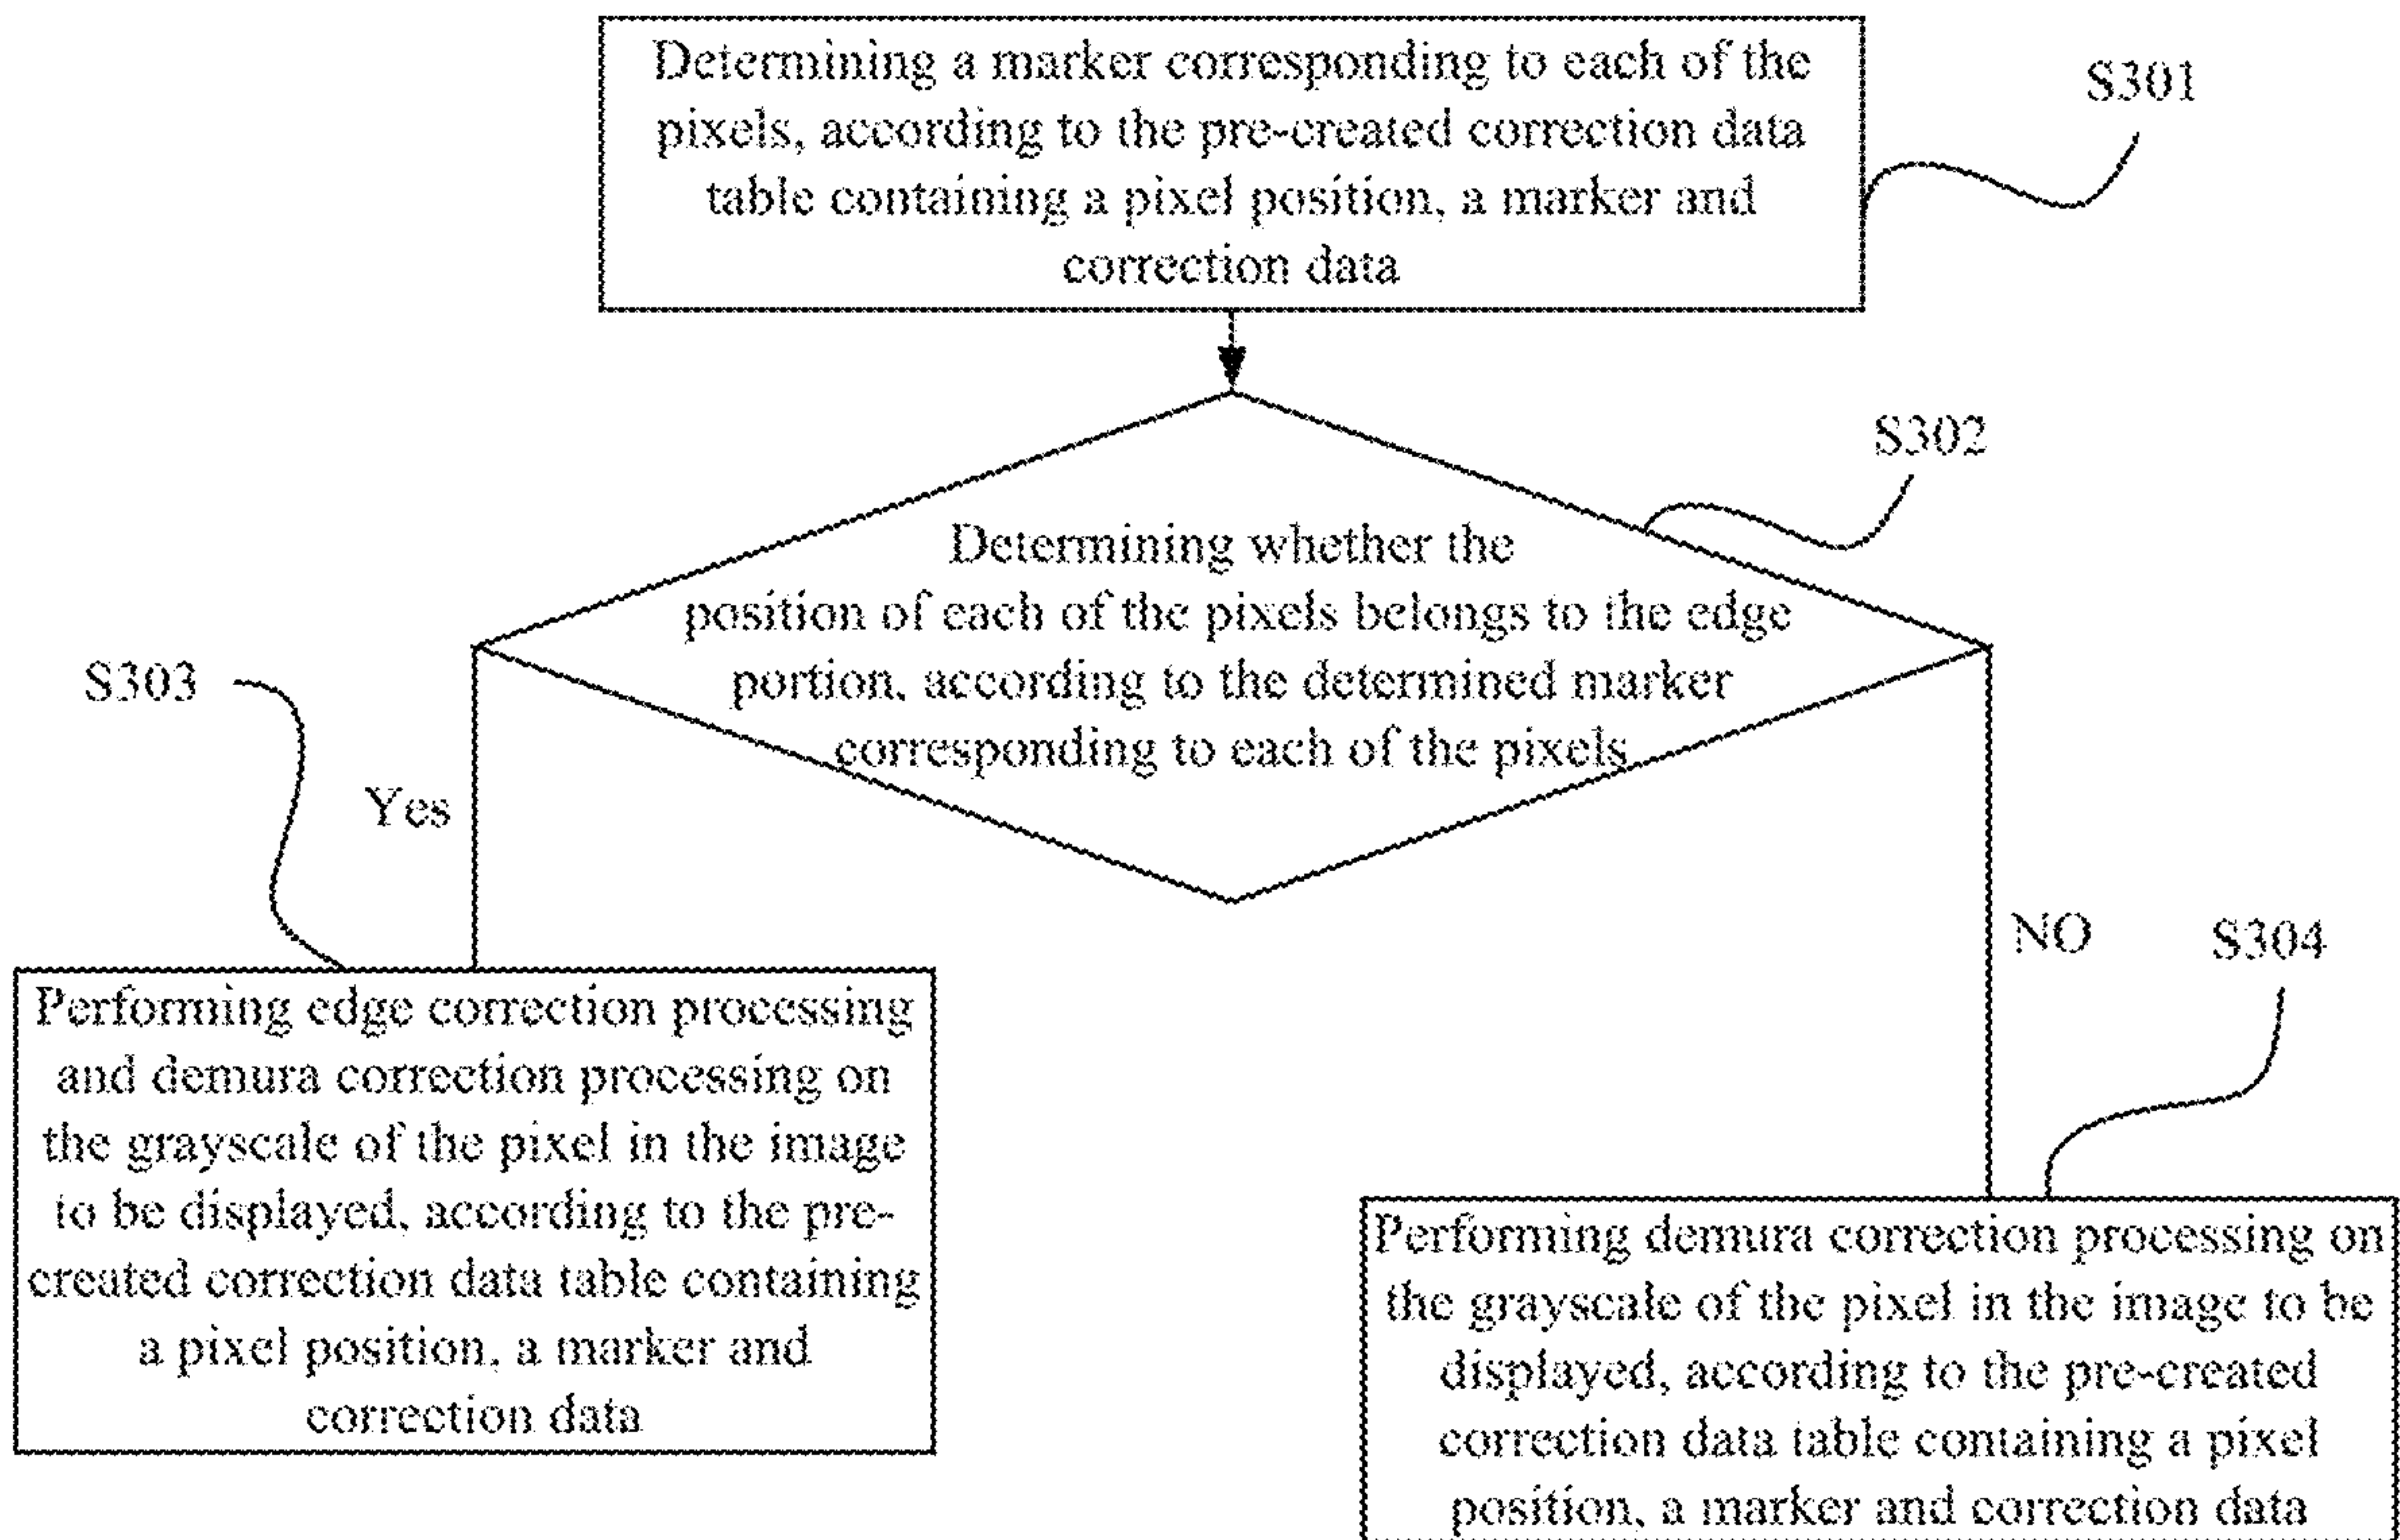 Determining a marker corresponding to each of the
pixels, according to the pre-created correction data
table containing a pixel position, a marker and
correction data
S301
S302
Determining whether the
position of each of the pixels belongs to the edge
portion, according to the determined marker
corresponding to each of the pixels
S303
Yes
NO
S304
Performing edge correction processing
and demura correction processing on
the grayscale of the pixel in the image
to be displayed, according to the pre-
created correction data table containing
a pixel position, a marker and
correction data
Performing demura correction processing on
the grayscale of the pixel in the image to be
displayed, according to the pre-created
correction data table containing a pixel
position, a marker and correction data